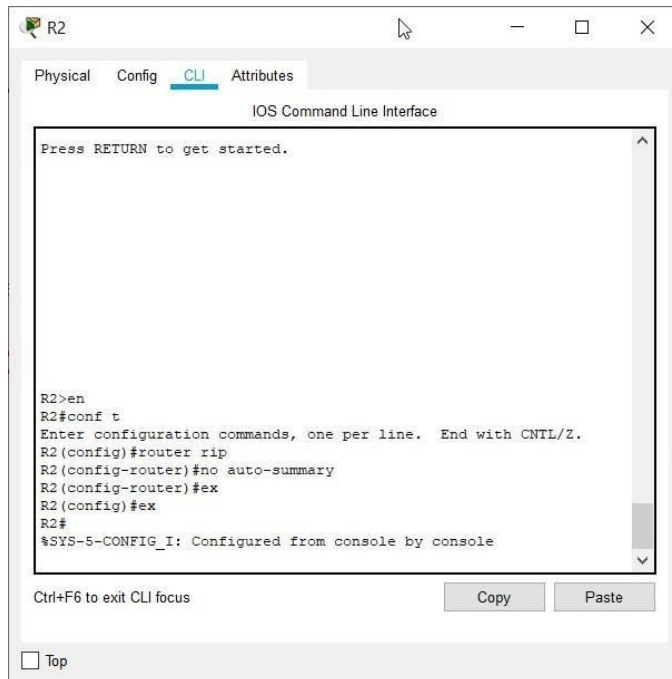 R2
Physical Config CLI Attributes
IOS Command Line Interface
Press RETURN to get started.
R2>en
R2#conf t
Enter configuration commands, one per line.  End with CNTL/Z.
R2(config)#router rip
R2(config-router)#no auto-summary
R2(config-router)#ex
R2(config)#ex
R2#
%SYS-5-CONFIG_I: Configured from console by console
Ctrl+F6 to exit CLI focus
Copy Paste
Top